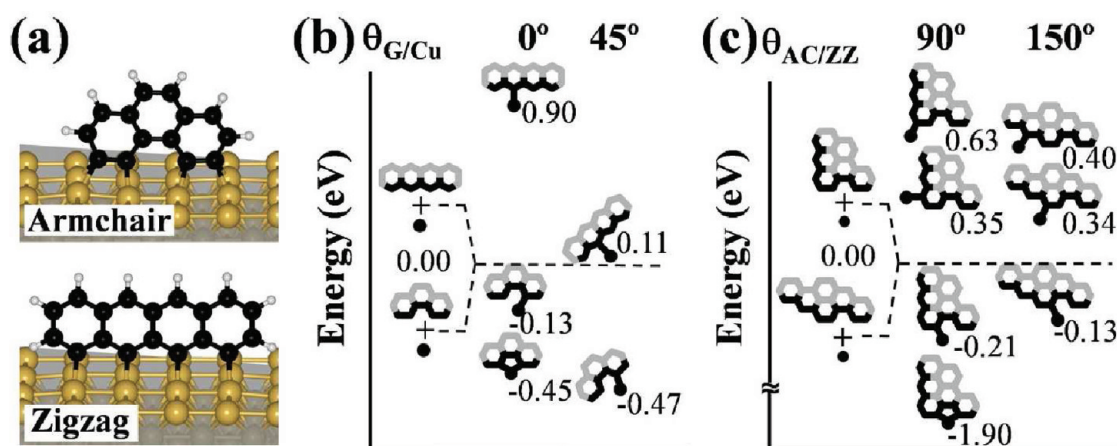 (a)
Armchair
Zigzag
(b) θG/Cu 0º 45º
Energy (eV)
0.90
+
0.00
0.11
+
-0.13
-0.45
-0.47
(c) θAC/ZZ 90º 150º
Energy (eV)
0.63
0.40
+
0.35
0.34
0.00
+
-0.21
-0.13
≈
-1.90